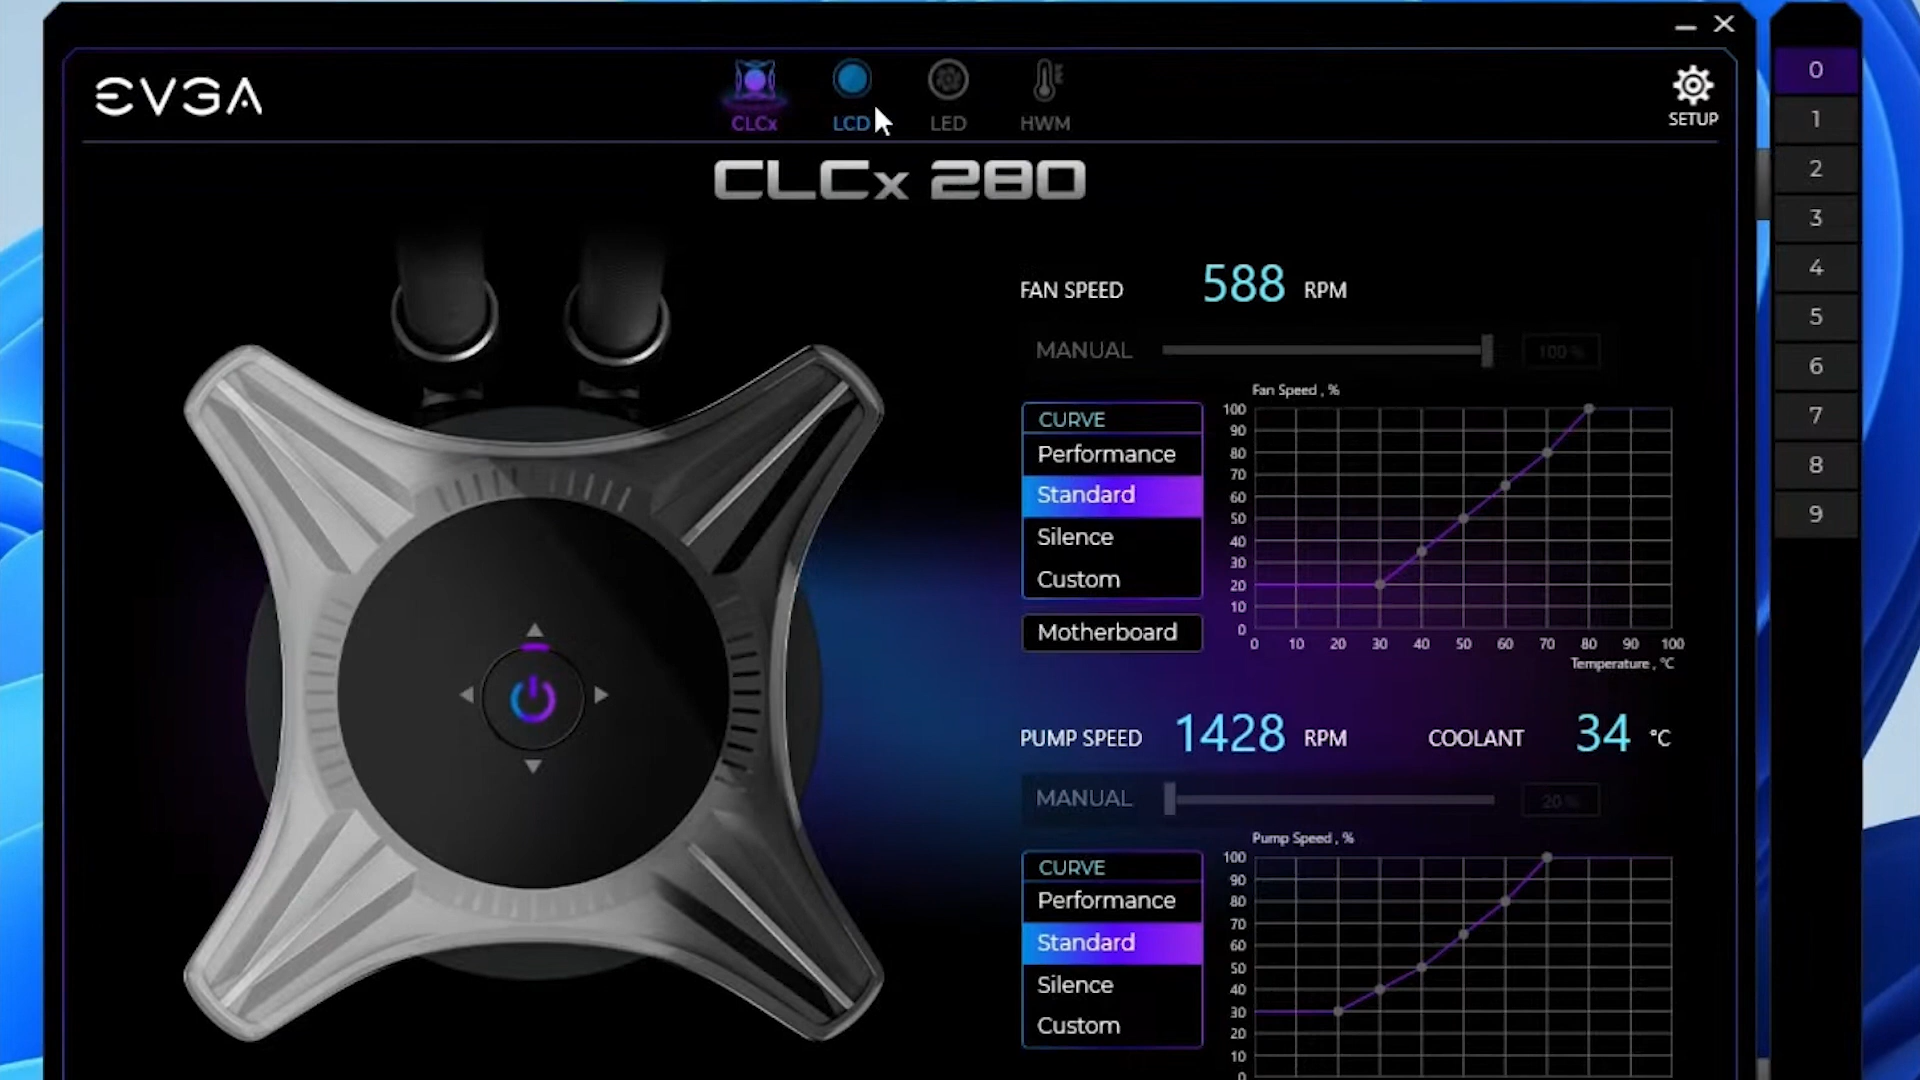 EVGA
CLCx
LCD
LED
HWM
SETUP
CLCx 280
FAN SPEED 588 RPM
MANUAL 100 %
Fan Speed , %
CURVE
Performance
Standard
Silence
Custom
Motherboard
100
90
80
70
60
50
40
30
20
10
0
0 10 20 30 40 50 60 70 80 90 100
Temperature , °C
PUMP SPEED 1428 RPM COOLANT 34 °C
MANUAL 20 %
Pump Speed , %
CURVE
Performance
Standard
Silence
Custom
100
90
80
70
60
50
40
30
20
10
0
0
1
2
3
4
5
6
7
8
9